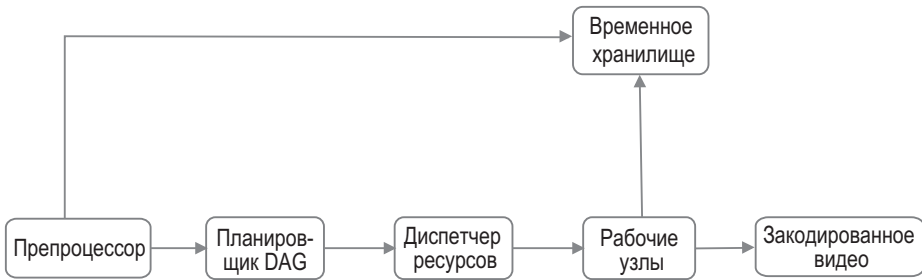 Временное
хранилище
Препроцессор
Планиров-
щик DAG
Диспетчер
ресурсов
Рабочие
узлы
Закодированное
видео